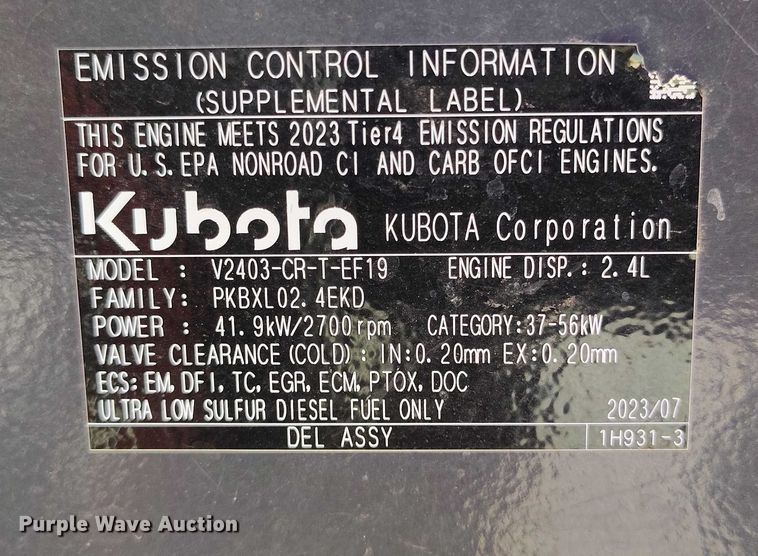 EMISSION CONTROL INFORMATION
(SUPPLEMENTAL LABEL)
THIS ENGINE MEETS 2023 Tier4 EMISSION REGULATIONS
FOR U.S.EPA NONROAD CI AND CARB OFCI ENGINES.
Kubota KUBOTA Corporation
MODEL : V2403-CR-T-EF19 ENGINE DISP.: 2.4L
FAMILY: PKBXL02.4EKD
POWER : 41.9kW/2700rpm CATEGORY:37-56kW
VALVE CLEARANCE(COLD) : IN:0.20mm EX:0.20mm
ECS: EM, DFI, TC, EGR, ECM, PTOX, DOC
ULTRA LOW SULFUR DIESEL FUEL ONLY 2023/07
DEL ASSY 1H931-3
Purple Wave Auction